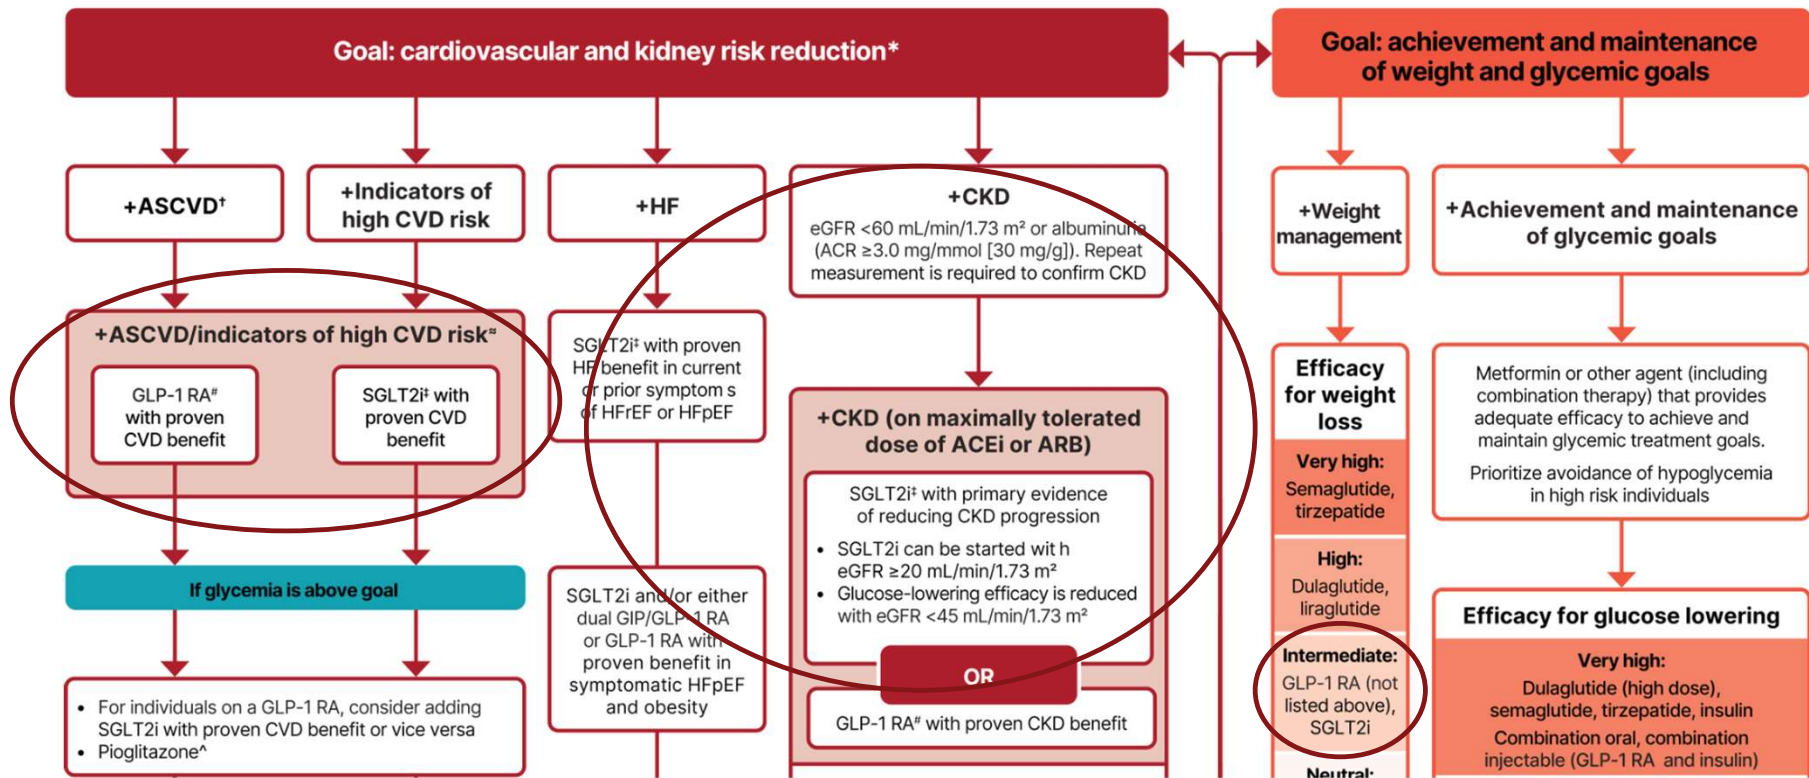 Goal: cardiovascular and kidney risk reduction*
+ASCVD†
+Indicators of
high CVD risk
+HF
+CKD
eGFR <60 mL/min/1.73 m² or albuminuria
(ACR ≥3.0 mg/mmol [30 mg/g]). Repeat
measurement is required to confirm CKD
+ASCVD/indicators of high CVD risk≈
GLP-1 RA#
with proven
CVD benefit
SGLT2i‡ with
proven CVD
benefit
SGLT2i‡ with proven
HF benefit in current
or prior symptom s
of HFrEF or HFpEF
+CKD (on maximally tolerated
dose of ACEi or ARB)
SGLT2i‡ with primary evidence
of reducing CKD progression
• SGLT2i can be started wit h
eGFR ≥20 mL/min/1.73 m²
• Glucose-lowering efficacy is reduced
with eGFR <45 mL/min/1.73 m²
OR
GLP-1 RA# with proven CKD benefit
If glycemia is above goal
• For individuals on a GLP-1 RA, consider adding
SGLT2i with proven CVD benefit or vice versa
• Pioglitazone^
SGLT2i and/or either
dual GIP/GLP-1 RA
or GLP-1 RA with
proven benefit in
symptomatic HFpEF
and obesity
Goal: achievement and maintenance
of weight and glycemic goals
+Weight
management
+Achievement and maintenance
of glycemic goals
Efficacy
for weight
loss
Very high:
Semaglutide,
tirzepatide
High:
Dulaglutide,
liraglutide
Intermediate:
GLP-1 RA (not
listed above),
SGLT2i
Neutral:
Metformin or other agent (including
combination therapy) that provides
adequate efficacy to achieve and
maintain glycemic treatment goals.
Prioritize avoidance of hypoglycemia
in high risk individuals
Efficacy for glucose lowering
Very high:
Dulaglutide (high dose),
semaglutide, tirzepatide, insulin
Combination oral, combination
injectable (GLP-1 RA and insulin)